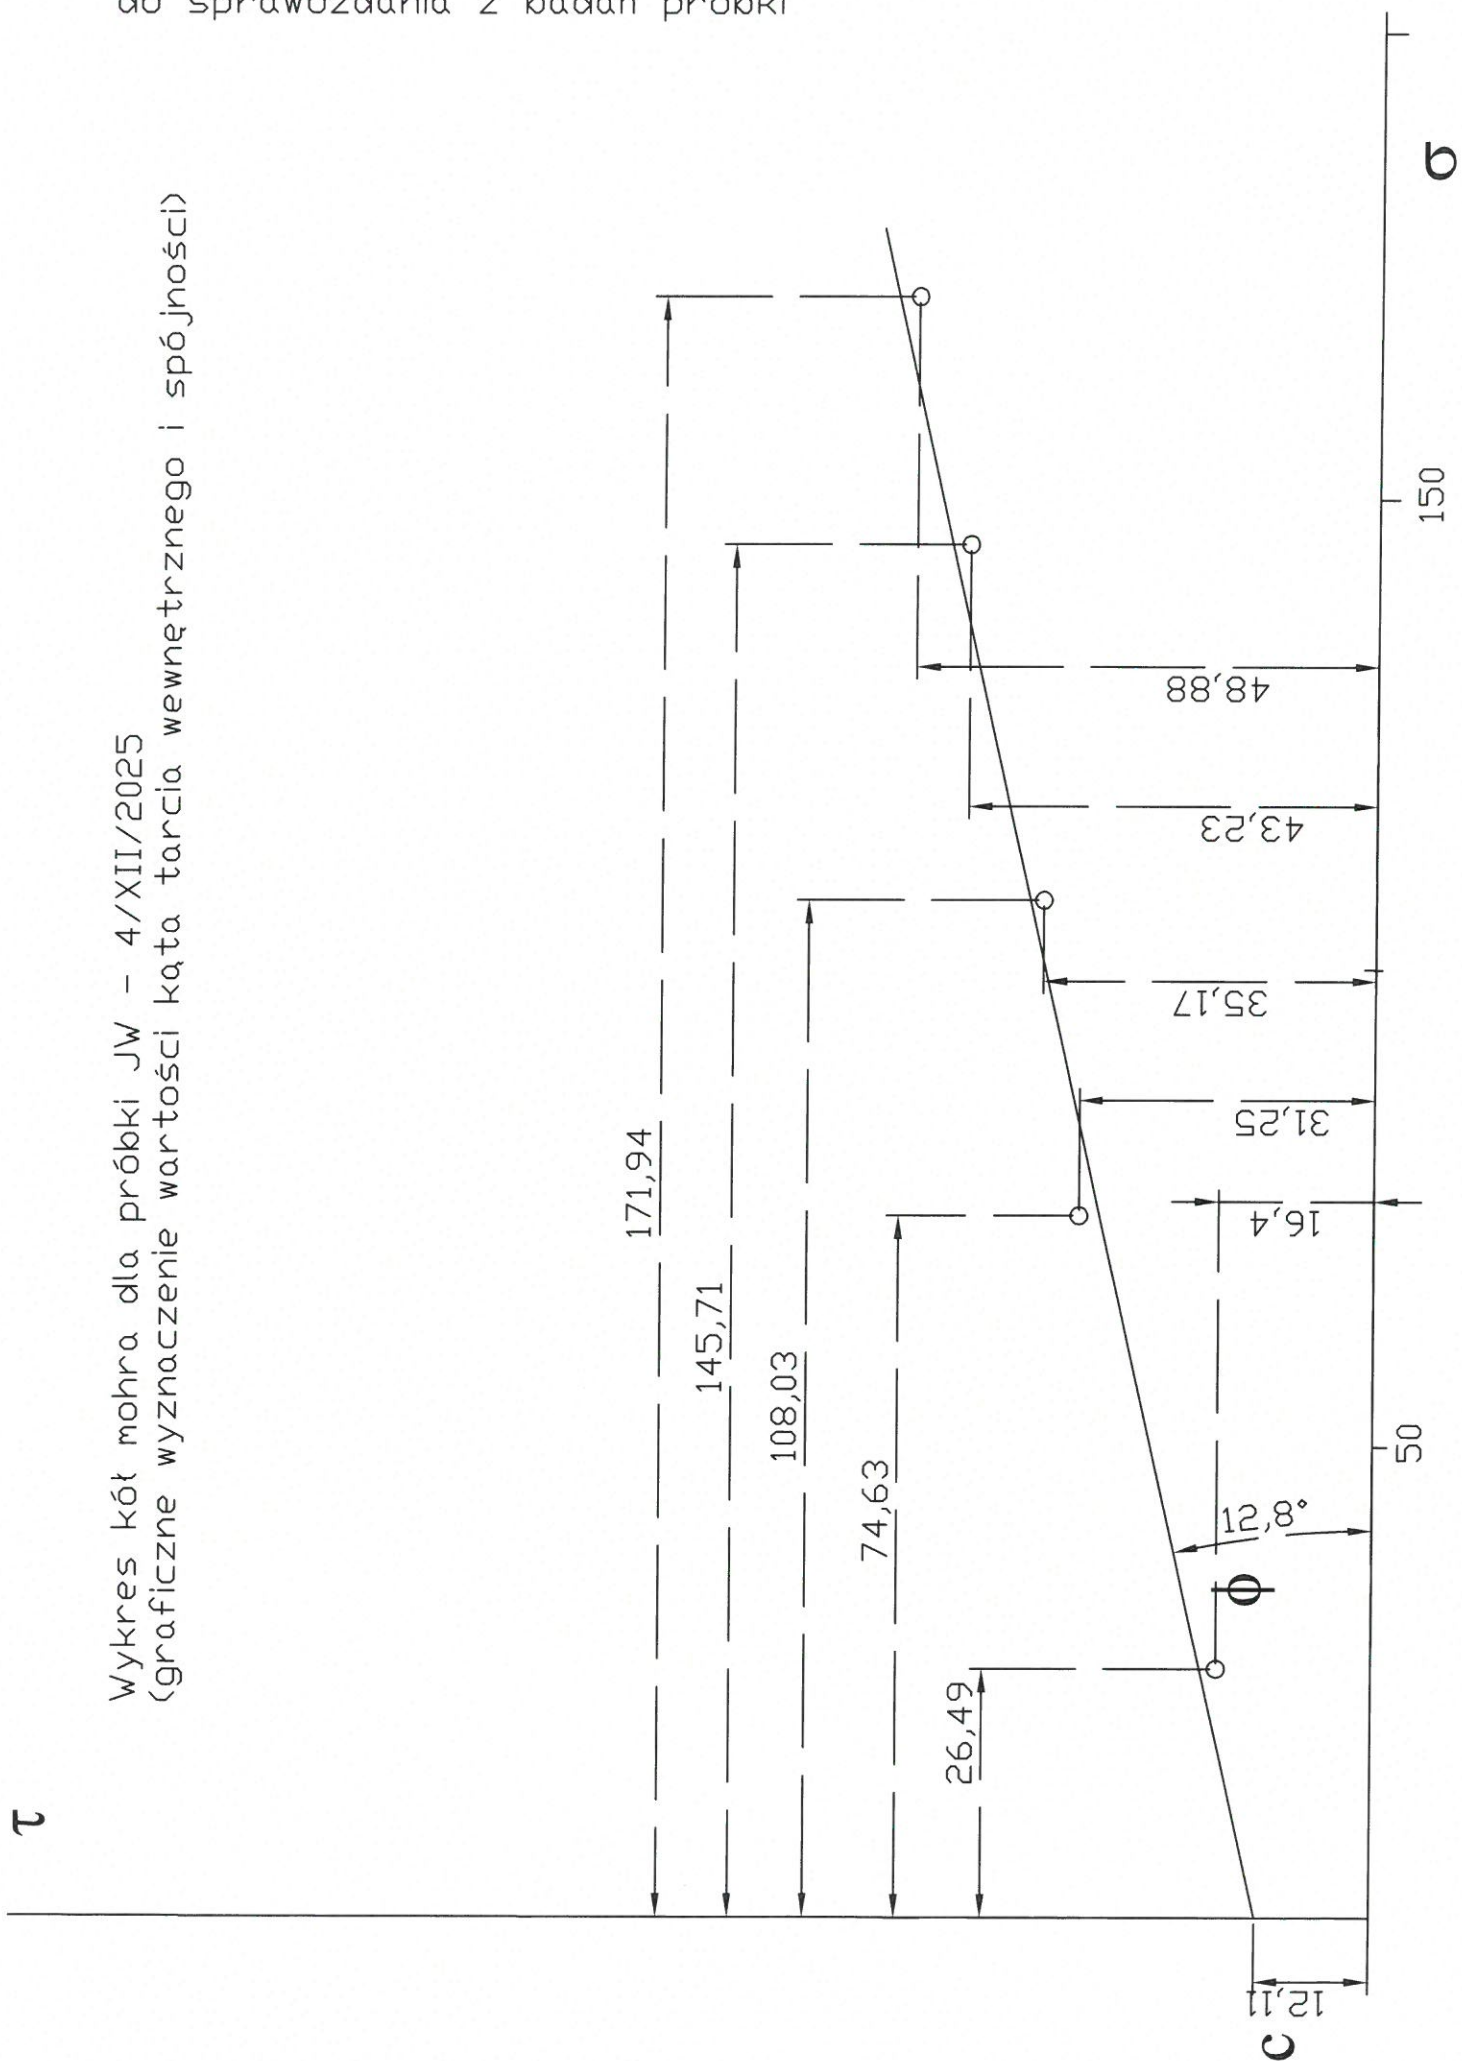 do sprawozdania z badań próbki
Wykres kół mohra dla próbki JW - 4/XII/2025
(graficzne wyznaczenie wartości kąta tarcia wewnętrznego i spójności)
τ
171,94
145,71
108,03
74,63
26,49
48,88
43,23
35,17
31,25
16,4
12,8°
ϕ
12,11
c
50
150
σ